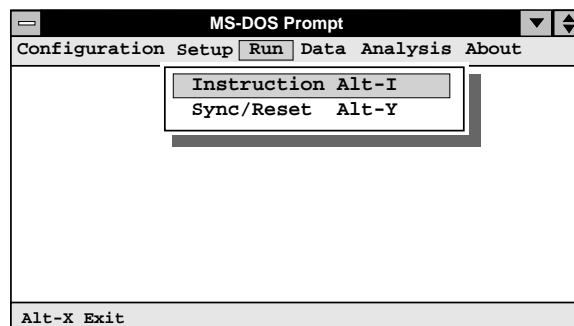 MS-DOS Prompt
Configuration Setup Run Data Analysis About
Instruction Alt-I
Sync/Reset Alt-Y
Alt-X Exit